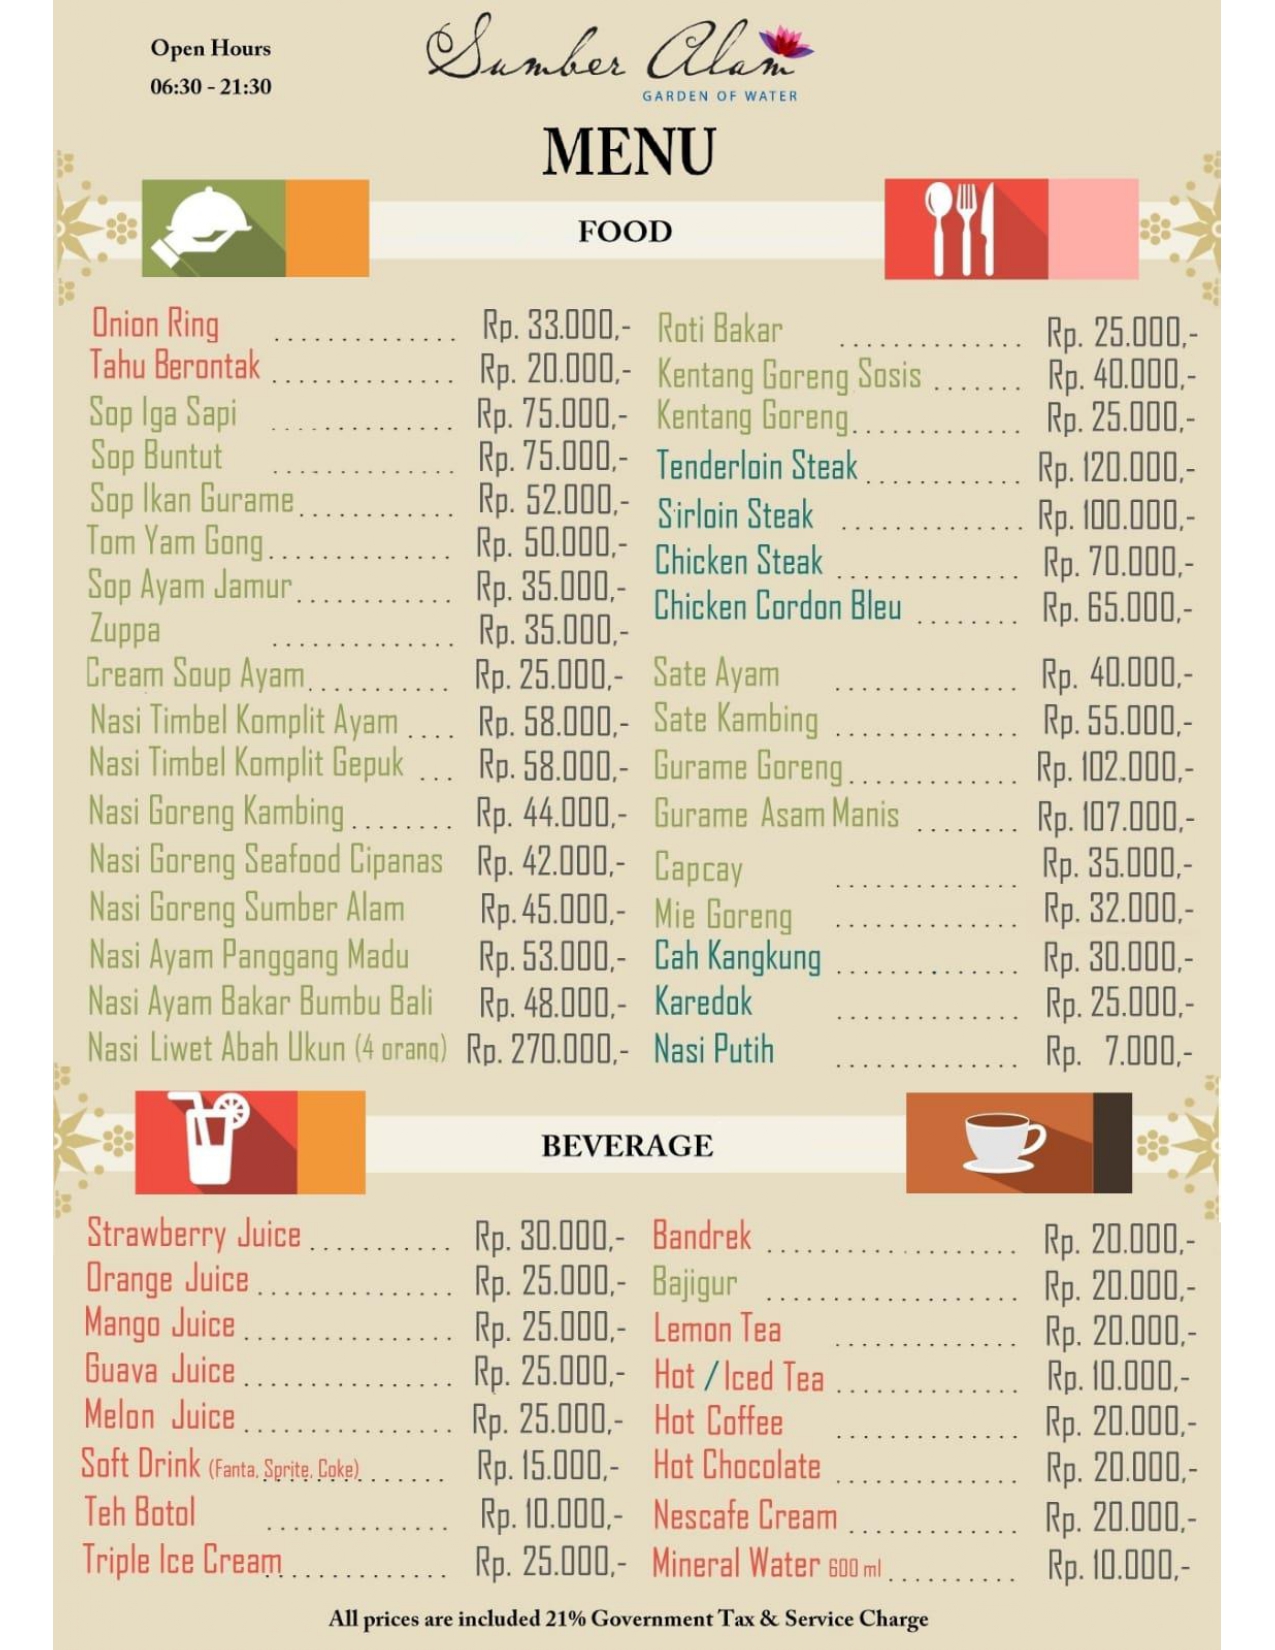 Open Hours
06:30 - 21:30
Sumber Alam
GARDEN OF WATER
MENU
FOOD
Onion Ring .............. Rp. 33.000,-
Tahu Berontak .............. Rp. 20.000,-
Sop Iga Sapi .............. Rp. 75.000,-
Sop Buntut .............. Rp. 75.000,-
Sop Ikan Gurame ............ Rp. 52.000,-
Tom Yam Gong .............. Rp. 50.000,-
Sop Ayam Jamur ............ Rp. 35.000,-
Zuppa .............. Rp. 35.000,-
Cream Soup Ayam ........... Rp. 25.000,-
Nasi Timbel Komplit Ayam .... Rp. 58.000,-
Nasi Timbel Komplit Gepuk ... Rp. 58.000,-
Nasi Goreng Kambing ........ Rp. 44.000,-
Nasi Goreng Seafood Cipanas Rp. 42.000,-
Nasi Goreng Sumber Alam Rp. 45.000,-
Nasi Ayam Panggang Madu Rp. 53.000,-
Nasi Ayam Bakar Bumbu Bali Rp. 48.000,-
Nasi Liwet Abah Ukun (4 orang) Rp. 270.000,-
Roti Bakar .............. Rp. 25.000,-
Kentang Goreng Sosis ....... Rp. 40.000,-
Kentang Goreng ............. Rp. 25.000,-
Tenderloin Steak ............ Rp. 120.000,-
Sirloin Steak .............. Rp. 100.000,-
Chicken Steak .............. Rp. 70.000,-
Chicken Cordon Bleu ........ Rp. 65.000,-
Sate Ayam .............. Rp. 40.000,-
Sate Kambing .............. Rp. 55.000,-
Gurame Goreng ............. Rp. 102.000,-
Gurame Asam Manis ........ Rp. 107.000,-
Capcay .............. Rp. 35.000,-
Mie Goreng .............. Rp. 32.000,-
Cah Kangkung .............. Rp. 30.000,-
Karedok .............. Rp. 25.000,-
Nasi Putih .............. Rp. 7.000,-
BEVERAGE
Strawberry Juice ........... Rp. 30.000,-
Orange Juice ............... Rp. 25.000,-
Mango Juice ................ Rp. 25.000,-
Guava Juice ................ Rp. 25.000,-
Melon Juice ................ Rp. 25.000,-
Soft Drink (Fanta, Sprite, Coke) ....... Rp. 15.000,-
Teh Botol .............. Rp. 10.000,-
Triple Ice Cream .............. Rp. 25.000,-
Bandrek ................... Rp. 20.000,-
Bajigur ................... Rp. 20.000,-
Lemon Tea .............. Rp. 20.000,-
Hot / Iced Tea .............. Rp. 10.000,-
Hot Coffee .............. Rp. 20.000,-
Hot Chocolate .............. Rp. 20.000,-
Nescafe Cream ............. Rp. 20.000,-
Mineral Water 600 ml .......... Rp. 10.000,-
All prices are included 21% Government Tax & Service Charge